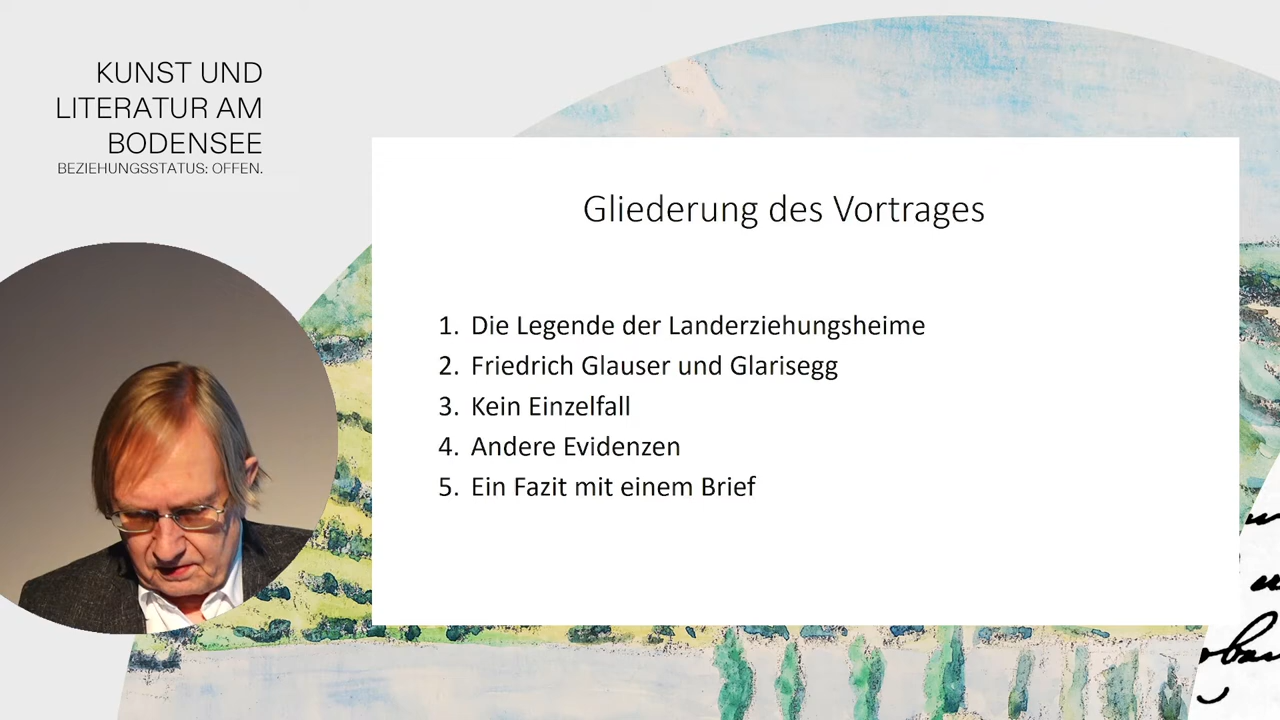 KUNST UND
LITERATUR AM
BODENSEE
BEZIEHUNGSSTATUS: OFFEN.
Gliederung des Vortrages
1. Die Legende der Landerziehungsheime
2. Friedrich Glauser und Glarisegg
3. Kein Einzelfall
4. Andere Evidenzen
5. Ein Fazit mit einem Brief